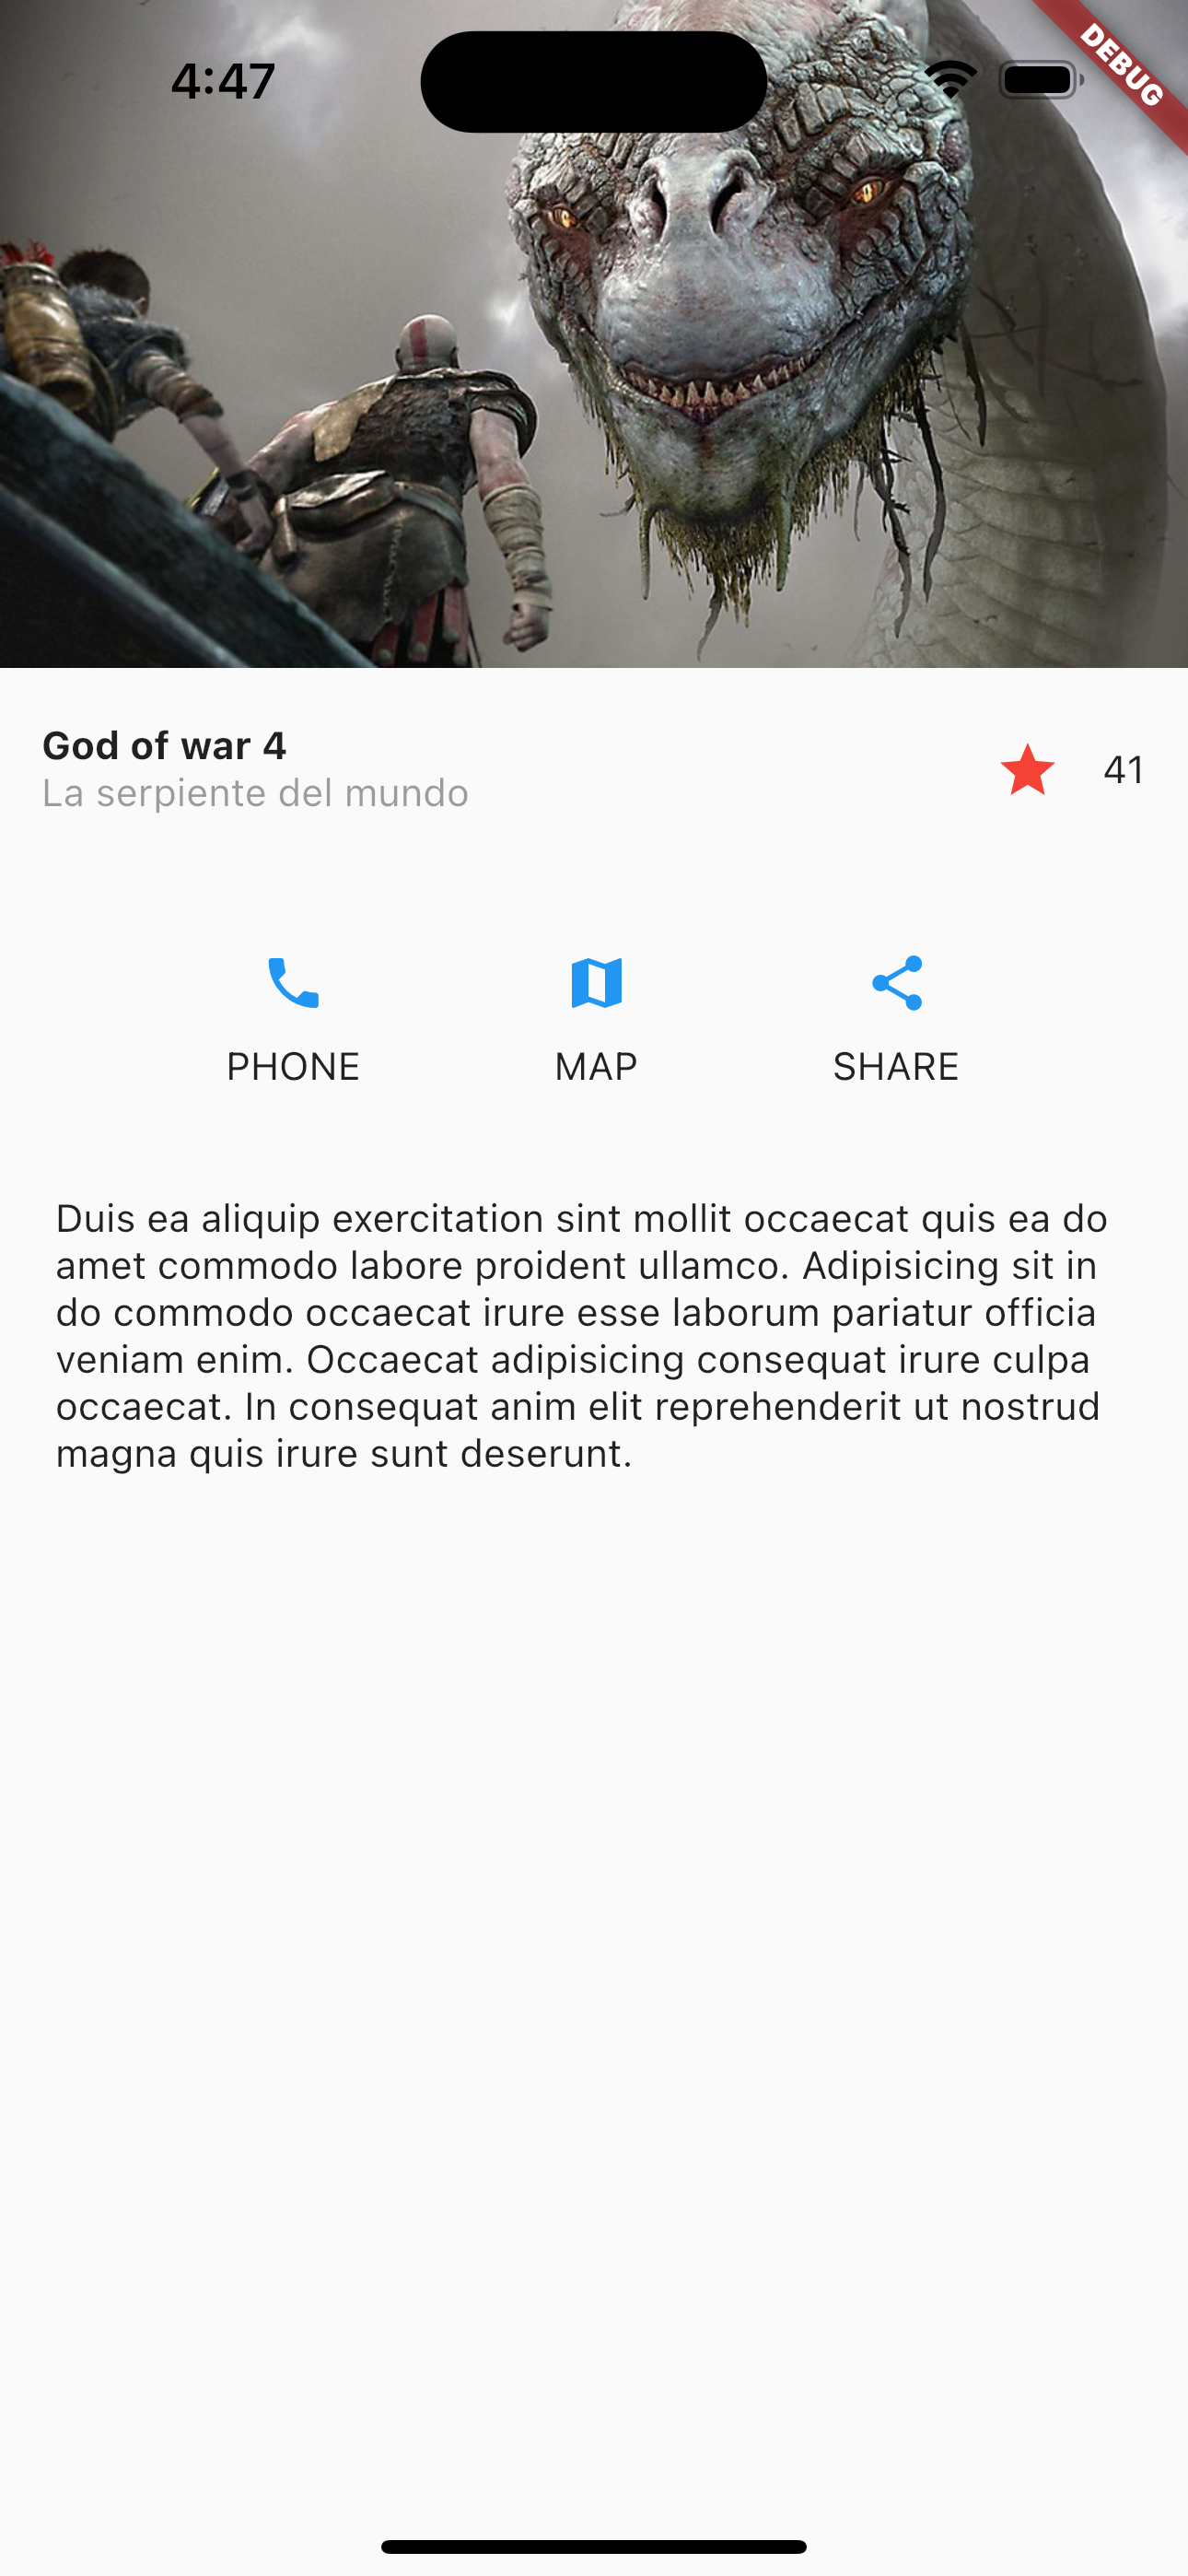 4:47
DEBUG
God of war 4
La serpiente del mundo
41
PHONE
MAP
SHARE
Duis ea aliquip exercitation sint mollit occaecat quis ea do
amet commodo labore proident ullamco. Adipisicing sit in
do commodo occaecat irure esse laborum pariatur officia
veniam enim. Occaecat adipisicing consequat irure culpa
occaecat. In consequat anim elit reprehenderit ut nostrud
magna quis irure sunt deserunt.